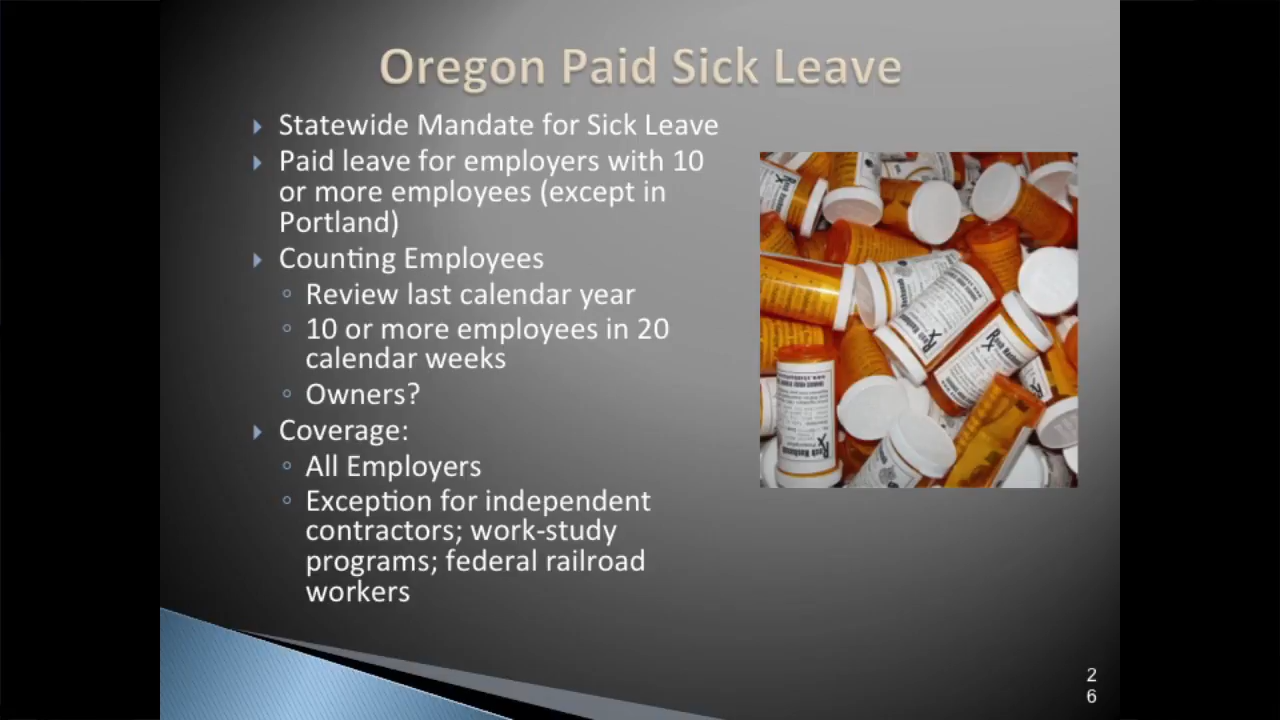 Oregon Paid Sick Leave
Statewide Mandate for Sick Leave
Paid leave for employers with 10
or more employees (except in
Portland)
Counting Employees
Review last calendar year
10 or more employees in 20
calendar weeks
Owners?
Coverage:
All Employers
Exception for independent
contractors; work-study
programs; federal railroad
workers
2
6